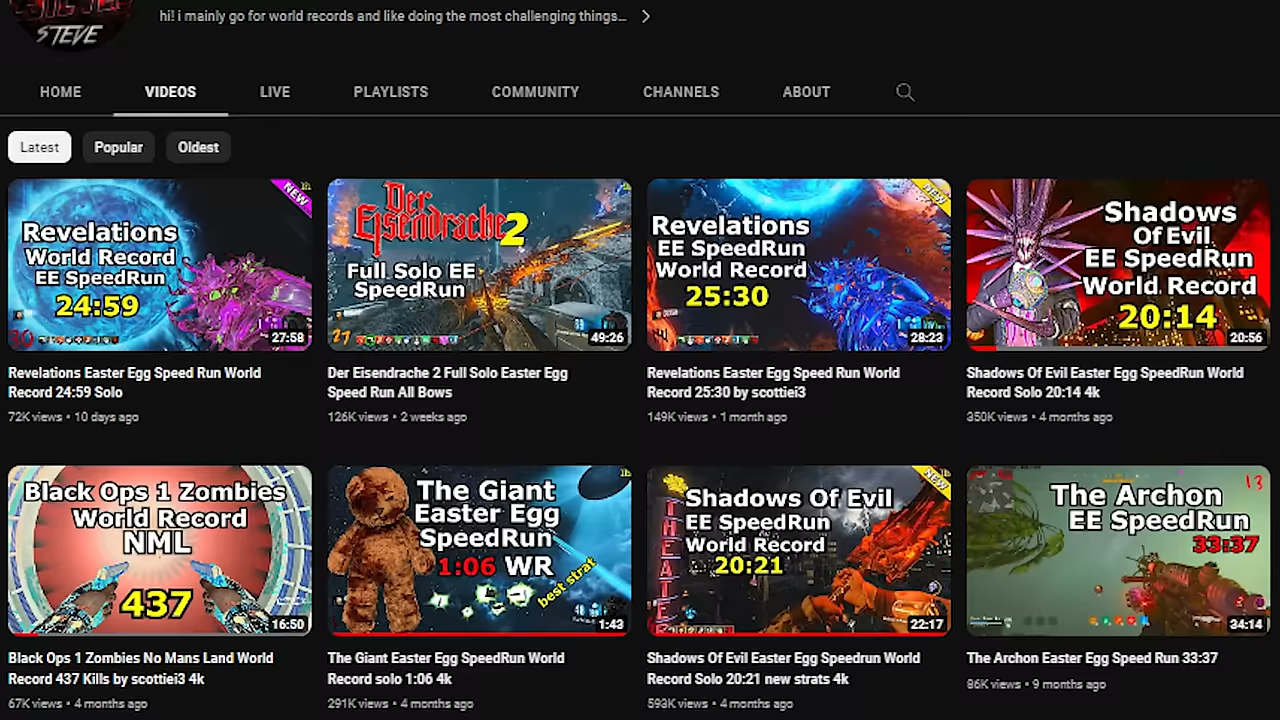 STEVE
hi! i mainly go for world records and like doing the most challenging things...
HOME VIDEOS LIVE PLAYLISTS COMMUNITY CHANNELS ABOUT
Latest Popular Oldest
NEW
Revelations
World Record
EE SpeedRun
24:59
27:58
Der
Eisendrache 2
Full Solo EE
SpeedRun
27
49:26
NEW
Revelations
EE SpeedRun
World Record
25:30
28:23
Shadows
Of Evil
EE SpeedRun
World Record
20:14
20:56
Revelations Easter Egg Speed Run World
Record 24:59 Solo
72K views • 10 days ago
Der Eisendrache 2 Full Solo Easter Egg
Speed Run All Bows
126K views • 2 weeks ago
Revelations Easter Egg Speed Run World
Record 25:30 by scottiei3
149K views • 1 month ago
Shadows Of Evil Easter Egg SpeedRun World
Record Solo 20:14 4k
350K views • 4 months ago
Black Ops 1 Zombies
World Record
NML
437
16:50
The Giant
Easter Egg
SpeedRun
1:06 WR
best strat
1:43
NEW
Shadows Of Evil
EE SpeedRun
World Record
20:21
THEATE
22:17
13
The Archon
EE SpeedRun
33:37
34:14
Black Ops 1 Zombies No Mans Land World
Record 437 Kills by scottiei3 4k
67K views • 4 months ago
The Giant Easter Egg SpeedRun World
Record solo 1:06 4k
291K views • 4 months ago
Shadows Of Evil Easter Egg Speedrun World
Record Solo 20:21 new strats 4k
593K views • 4 months ago
The Archon Easter Egg Speed Run 33:37
86K views • 9 months ago